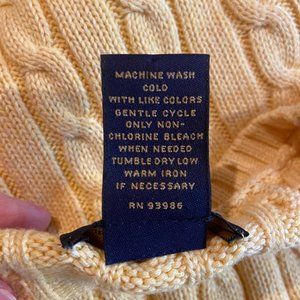 MACHINE WASH
COLD
WITH LIKE COLORS
GENTLE CYCLE
ONLY NON-
CHLORINE BLEACH
WHEN NEEDED
TUMBLE DRY LOW
WARM IRON
IF NECESSARY
RN 93986